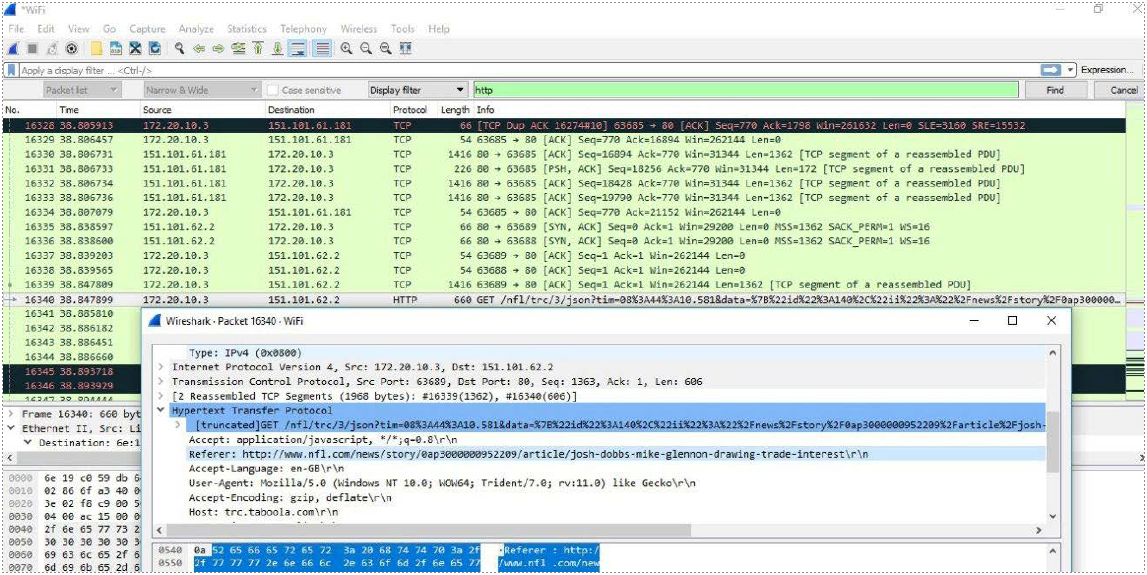 *WiFi
File Edit View Go Capture Analyze Statistics Telephony Wireless Tools Help
Apply a display filter ... <Ctrl-/>
Expression...
Packet list Narrow & Wide Case sensitive Display filter http Find Cancel
No. Time Source Destination Protocol Length Info
16328 38.805913 172.20.10.3 151.101.61.181 TCP 66 [TCP Dup ACK 16274#10] 63685 → 80 [ACK] Seq=770 Ack=1798 Win=261632 Len=0 SLE=3160 SRE=15532
16329 38.806457 172.20.10.3 151.101.61.181 TCP 54 63685 → 80 [ACK] Seq=770 Ack=16894 Win=262144 Len=0
16330 38.806731 151.101.61.181 172.20.10.3 TCP 1416 80 → 63685 [ACK] Seq=16894 Ack=770 Win=31344 Len=1362 [TCP segment of a reassembled PDU]
16331 38.806733 151.101.61.181 172.20.10.3 TCP 226 80 → 63685 [PSH, ACK] Seq=18256 Ack=770 Win=31344 Len=172 [TCP segment of a reassembled PDU]
16332 38.806734 151.101.61.181 172.20.10.3 TCP 1416 80 → 63685 [ACK] Seq=18428 Ack=770 Win=31344 Len=1362 [TCP segment of a reassembled PDU]
16333 38.806736 151.101.61.181 172.20.10.3 TCP 1416 80 → 63685 [ACK] Seq=19790 Ack=770 Win=31344 Len=1362 [TCP segment of a reassembled PDU]
16334 38.807079 172.20.10.3 151.101.61.181 TCP 54 63685 → 80 [ACK] Seq=770 Ack=21152 Win=262144 Len=0
16335 38.838597 151.101.62.2 172.20.10.3 TCP 66 80 → 63689 [SYN, ACK] Seq=0 Ack=1 Win=29200 Len=0 MSS=1362 SACK_PERM=1 WS=16
16336 38.838600 151.101.62.2 172.20.10.3 TCP 66 80 → 63688 [SYN, ACK] Seq=0 Ack=1 Win=29200 Len=0 MSS=1362 SACK_PERM=1 WS=16
16337 38.839203 172.20.10.3 151.101.62.2 TCP 54 63689 → 80 [ACK] Seq=1 Ack=1 Win=262144 Len=0
16338 38.839565 172.20.10.3 151.101.62.2 TCP 54 63688 → 80 [ACK] Seq=1 Ack=1 Win=262144 Len=0
16339 38.847809 172.20.10.3 151.101.62.2 TCP 1416 63689 → 80 [ACK] Seq=1 Ack=1 Win=262144 Len=1362 [TCP segment of a reassembled PDU]
16340 38.847899 172.20.10.3 151.101.62.2 HTTP 660 GET /nfl/trc/3/json?tim=08%3A44%3A10.581&data=%7B%22id%22%3A140%2C%22ii%22%3A%22%2Fnews%2Fstory%2F0ap300000...
16341 38.885810
16342 38.886182
16343 38.886451
16344 38.886660
16345 38.893718
16346 38.893929
16347 38.894444
Wireshark · Packet 16340 · WiFi
Type: IPv4 (0x0800)
Internet Protocol Version 4, Src: 172.20.10.3, Dst: 151.101.62.2
Transmission Control Protocol, Src Port: 63689, Dst Port: 80, Seq: 1363, Ack: 1, Len: 606
[2 Reassembled TCP Segments (1968 bytes): #16339(1362), #16340(606)]
Hypertext Transfer Protocol
[truncated]GET /nfl/trc/3/json?tim=08%3A44%3A10.581&data=%7B%22id%22%3A140%2C%22ii%22%3A%22%2Fnews%2Fstory%2F0ap3000000952209%2Farticle%2Fjosh-
Accept: application/javascript, */*;q=0.8\r\n
Referer: http://www.nfl.com/news/story/0ap3000000952209/article/josh-dobbs-mike-glennon-drawing-trade-interest\r\n
Accept-Language: en-GB\r\n
User-Agent: Mozilla/5.0 (Windows NT 10.0; WOW64; Trident/7.0; rv:11.0) like Gecko\r\n
Accept-Encoding: gzip, deflate\r\n
Host: trc.taboola.com\r\n
0540 0a 52 65 66 65 72 65 72 3a 20 68 74 74 70 3a 2f ·Referer : http:/
0550 2f 77 77 77 2e 6e 66 6c 2e 63 6f 6d 2f 6e 65 77 /www.nfl .com/new
Frame 16340: 660 byt
Ethernet II, Src: Li
Destination: 6e:1
0000 6e 19 c0 59 db 6
0010 02 86 6f a3 40 0
0020 3e 02 f8 c9 00 5
0030 04 00 ac 15 00 0
0040 2f 6e 65 77 73 2
0050 30 30 30 30 30 3
0060 69 63 6c 65 2f 6
0070 6d 69 6b 65 2d 6